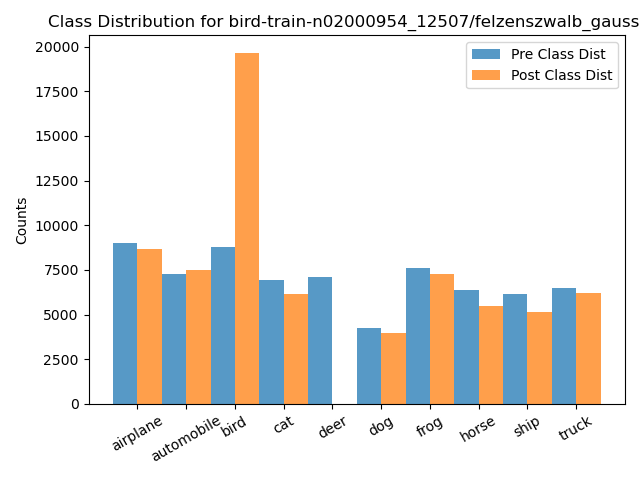 Class Distribution for bird-train-n02000954_12507/felzenszwalb_gauss
Pre Class Dist
Post Class Dist
Counts
20000
17500
15000
12500
10000
7500
5000
2500
0
airplane
automobile
bird
cat
deer
dog
frog
horse
ship
truck